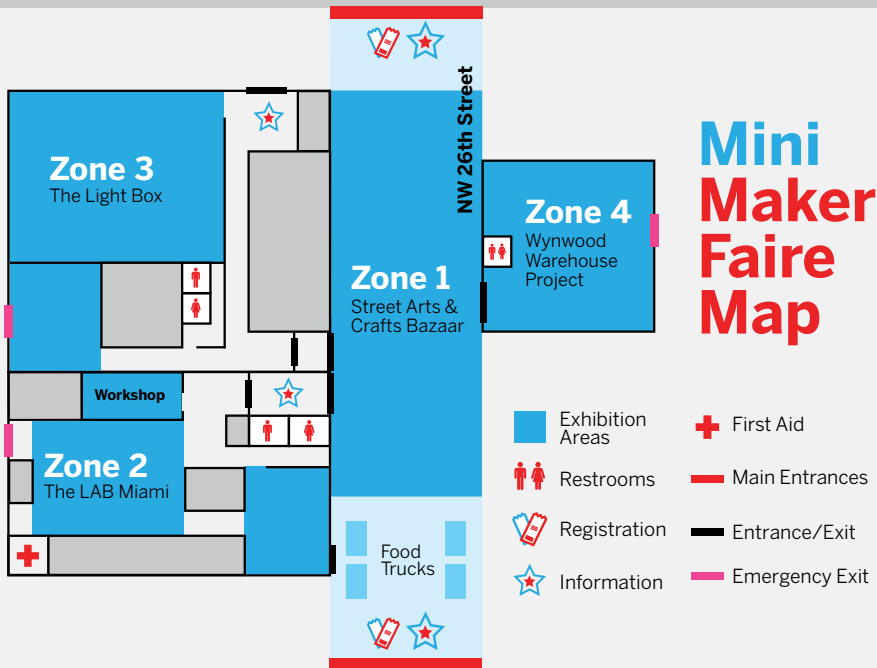 NW 26th Street
Zone 3
The Light Box
Zone 1
Street Arts &
Crafts Bazaar
Zone 4
Wynwood
Warehouse
Project
Workshop
Zone 2
The LAB Miami
Food
Trucks
Mini
Maker
Faire
Map
Exhibition
Areas
Restrooms
Registration
Information
First Aid
Main Entrances
Entrance/Exit
Emergency Exit